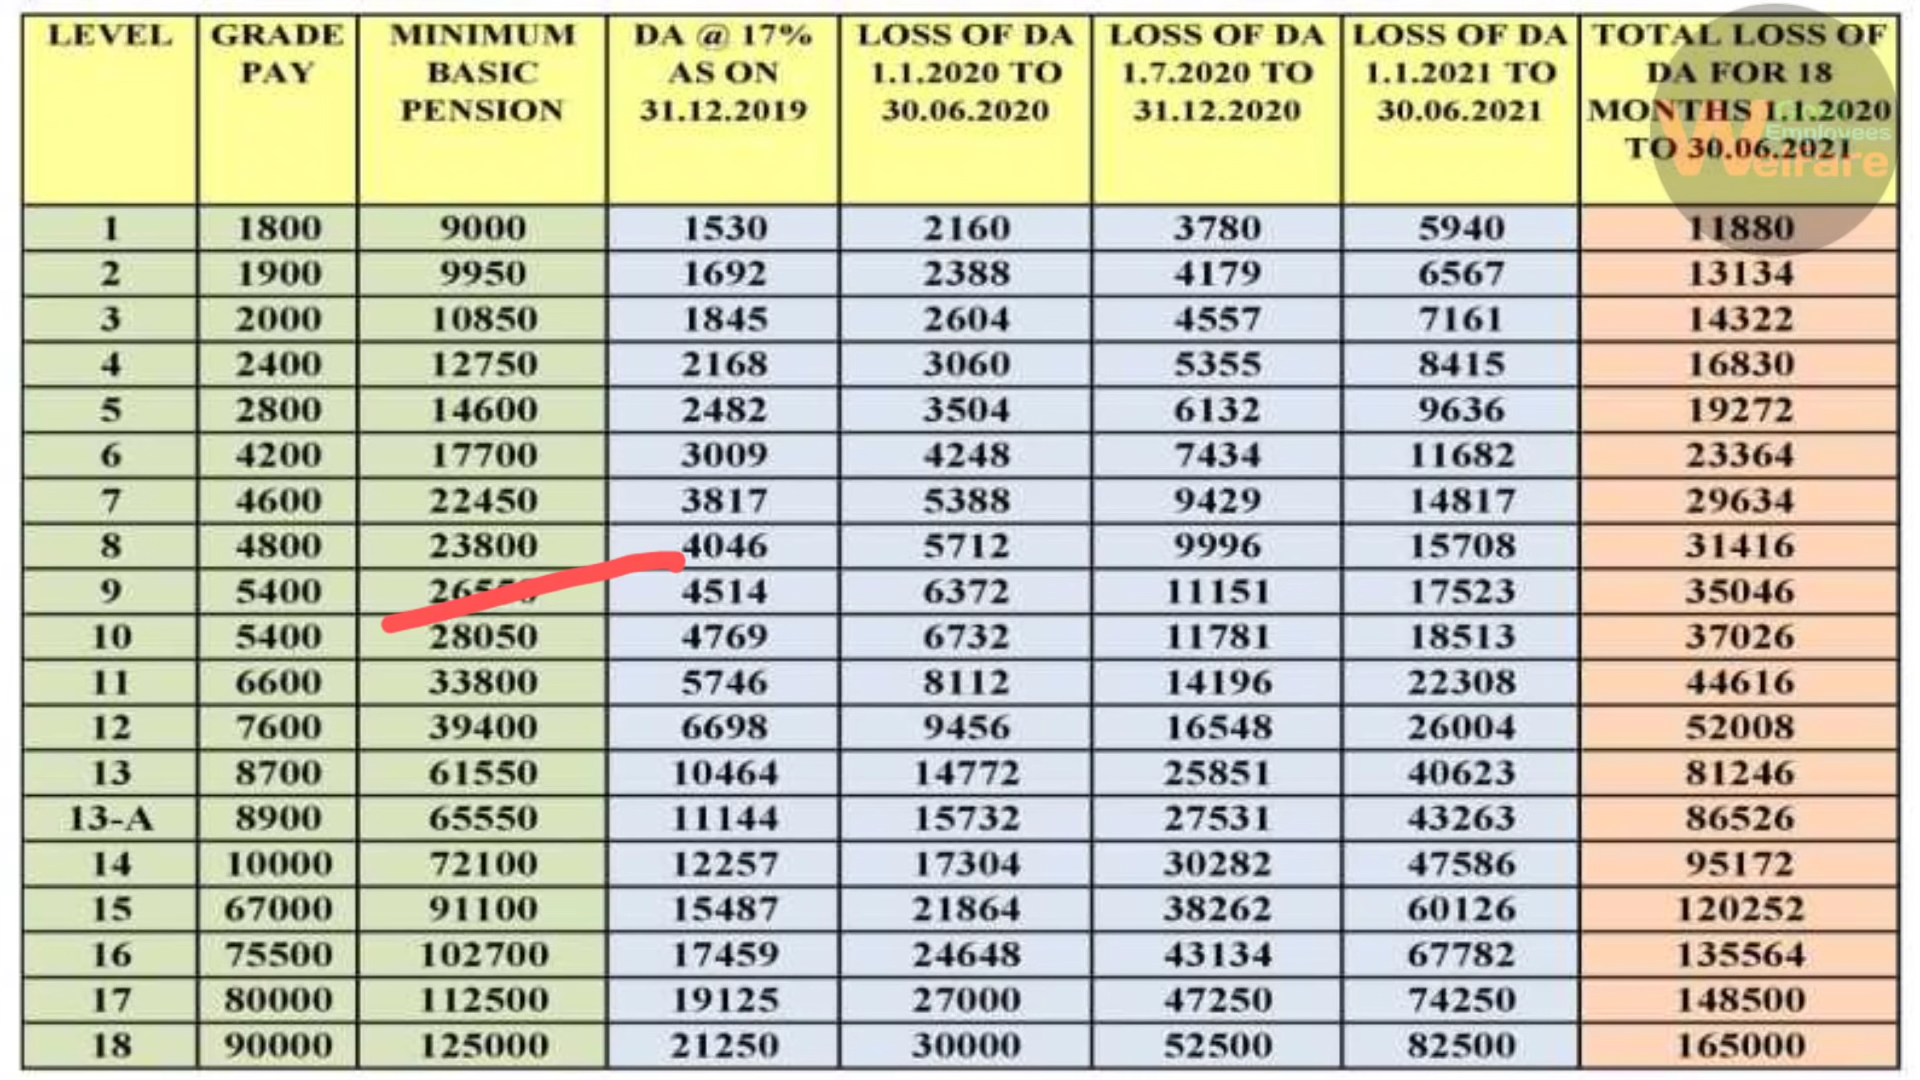 LEVEL GRADE PAY MINIMUM BASIC PENSION DA @ 17% AS ON 31.12.2019 LOSS OF DA 1.1.2020 TO 30.06.2020 LOSS OF DA 1.7.2020 TO 31.12.2020 LOSS OF DA 1.1.2021 TO 30.06.2021 TOTAL LOSS OF DA FOR 18 MONTHS 1.1.2020 TO 30.06.2021
Employees
Welfare
1 1800 9000 1530 2160 3780 5940 11880
2 1900 9950 1692 2388 4179 6567 13134
3 2000 10850 1845 2604 4557 7161 14322
4 2400 12750 2168 3060 5355 8415 16830
5 2800 14600 2482 3504 6132 9636 19272
6 4200 17700 3009 4248 7434 11682 23364
7 4600 22450 3817 5388 9429 14817 29634
8 4800 23800 4046 5712 9996 15708 31416
9 5400 4514 6372 11151 17523 35046
10 5400 28050 4769 6732 11781 18513 37026
11 6600 33800 5746 8112 14196 22308 44616
12 7600 39400 6698 9456 16548 26004 52008
13 8700 61550 10464 14772 25851 40623 81246
13-A 8900 65550 11144 15732 27531 43263 86526
14 10000 72100 12257 17304 30282 47586 95172
15 67000 91100 15487 21864 38262 60126 120252
16 75500 102700 17459 24648 43134 67782 135564
17 80000 112500 19125 27000 47250 74250 148500
18 90000 125000 21250 30000 52500 82500 165000